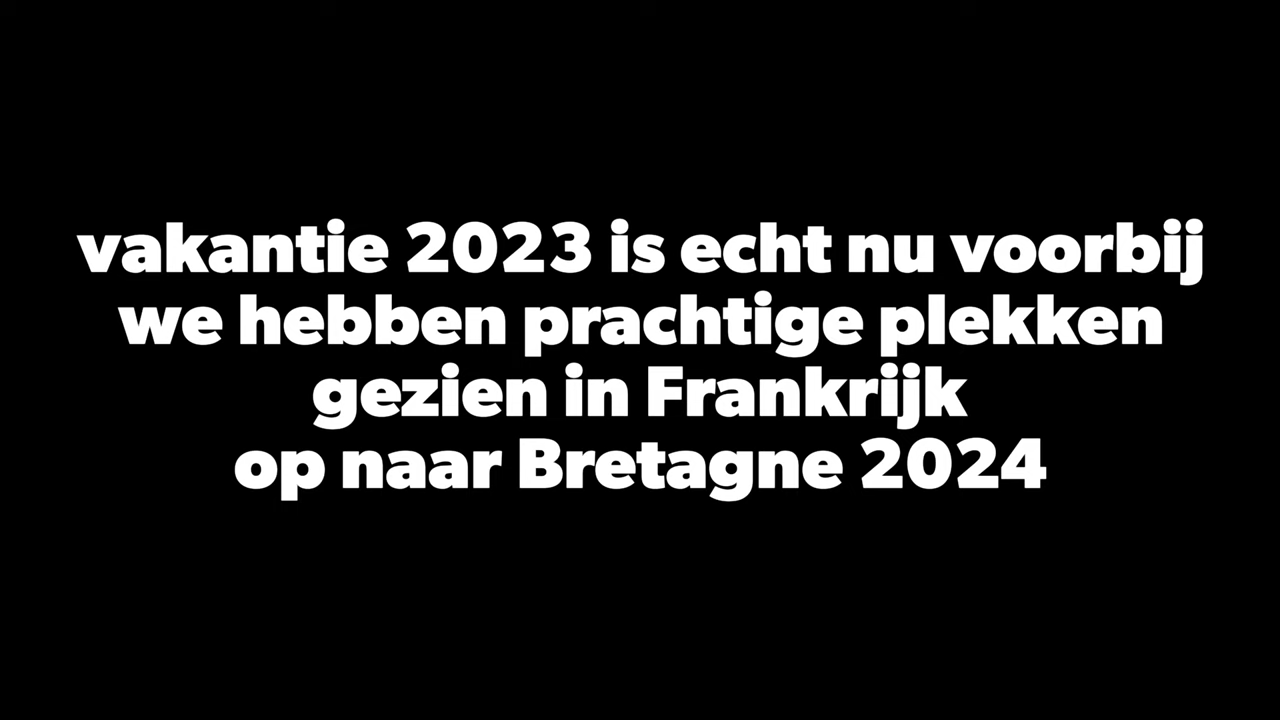 vakantie 2023 is echt nu voorbij
we hebben prachtige plekken
gezien in Frankrijk
op naar Bretagne 2024